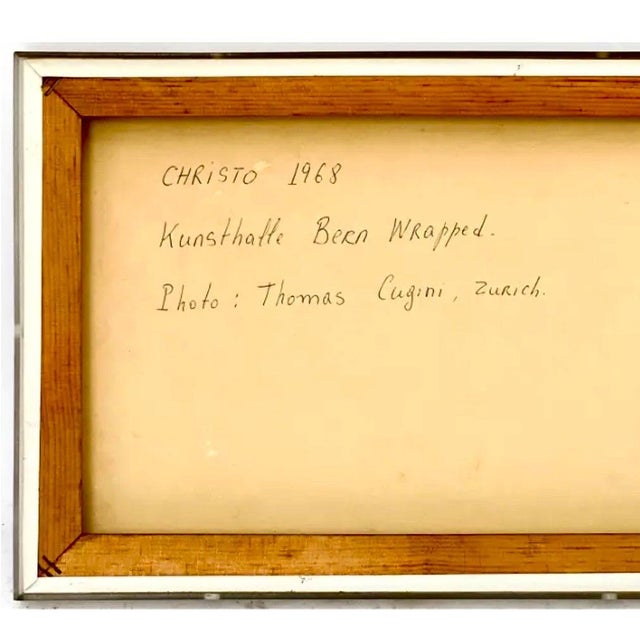 CHRiSTO 1968
Kunsthalle Bern Wrapped.
Photo : Thomas Cugini, Zurich.